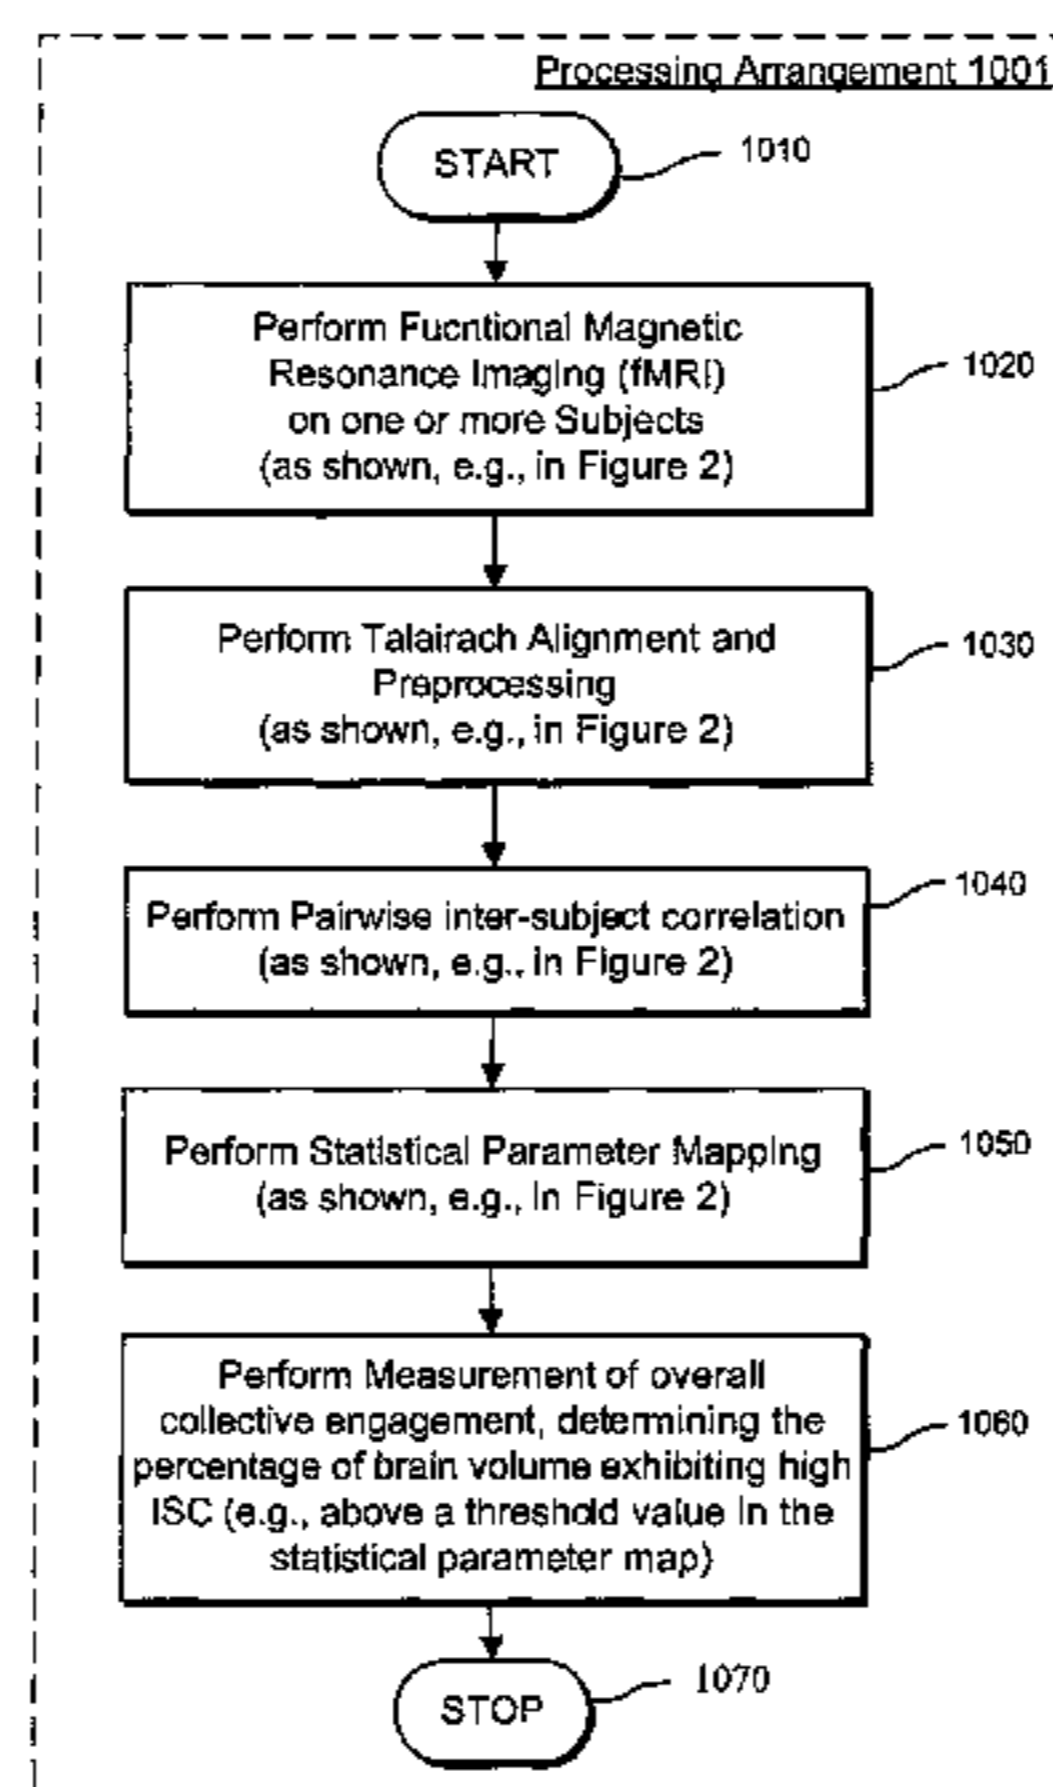 Processing Arrangement 1001
START
1010
Perform Fucntional Magnetic
Resonance Imaging (fMRI)
on one or more Subjects
(as shown, e.g., in Figure 2)
1020
Perform Talairach Alignment and
Preprocessing
(as shown, e.g., in Figure 2)
1030
Perform Pairwise inter-subject correlation
(as shown, e.g., in Figure 2)
1040
Perform Statistical Parameter Mapping
(as shown, e.g., in Figure 2)
1050
Perform Measurement of overall
collective engagement, determining the
percentage of brain volume exhibiting high
ISC (e.g., above a threshold value in the
statistical parameter map)
1060
STOP
1070